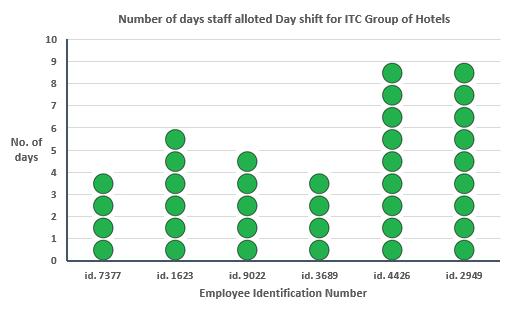 Number of days staff alloted Day shift for ITC Group of Hotels
10
9
8
7
6
5
4
3
2
1
0
No. of
days
id. 7377 id. 1623 id. 9022 id. 3689 id. 4426 id. 2949
Employee Identification Number